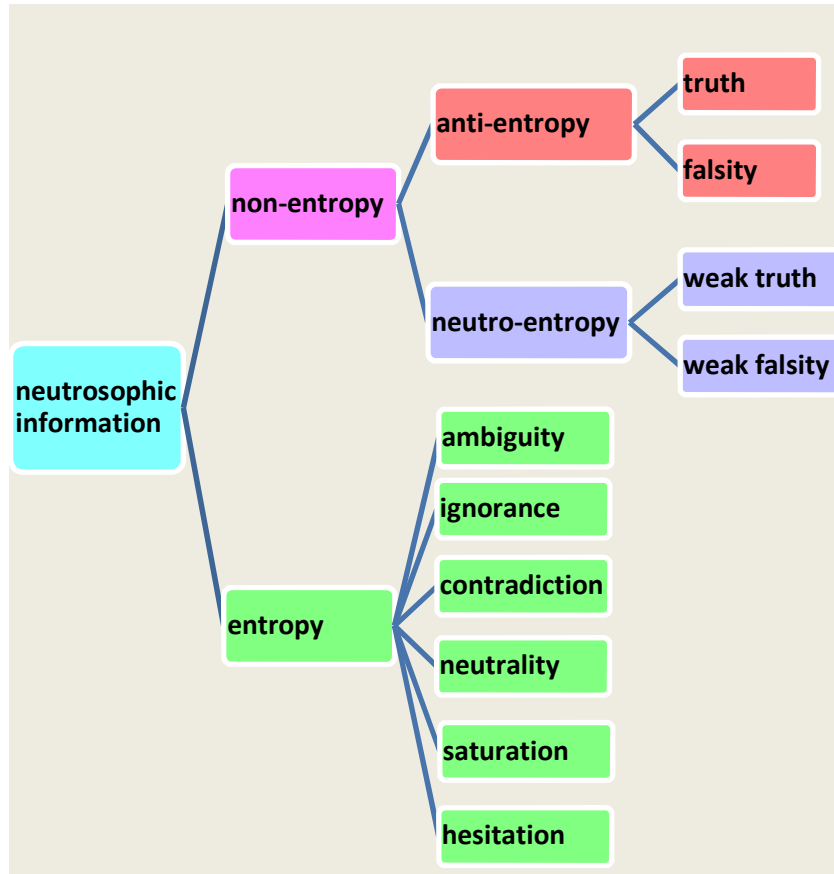 truth
anti-entropy
falsity
non-entropy
weak truth
neutro-entropy
weak falsity
neutrosophic
information
ambiguity
ignorance
contradiction
entropy
neutrality
saturation
hesitation